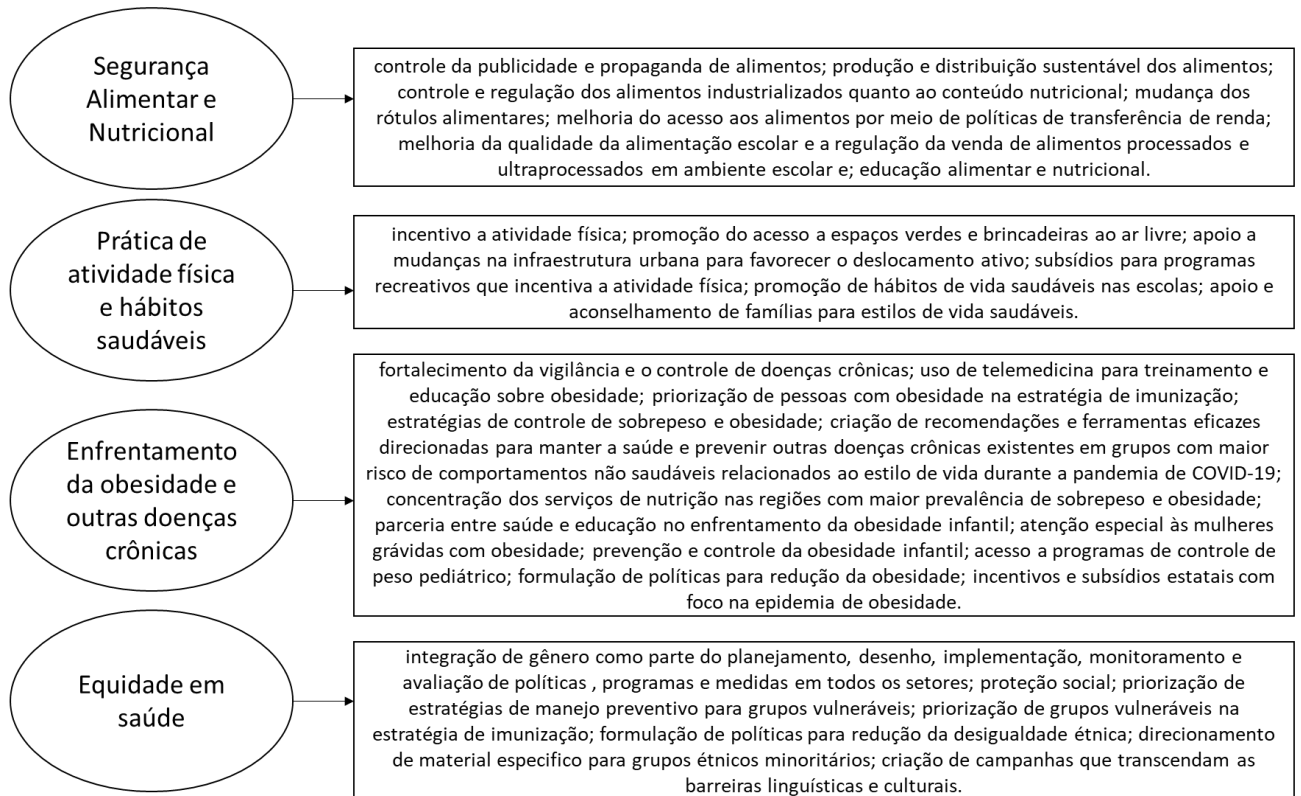 Segurança
Alimentar e
Nutricional
controle da publicidade e propaganda de alimentos; produção e distribuição sustentável dos alimentos;
controle e regulação dos alimentos industrializados quanto ao conteúdo nutricional; mudança dos
rótulos alimentares; melhoria do acesso aos alimentos por meio de políticas de transferência de renda;
melhoria da qualidade da alimentação escolar e a regulação da venda de alimentos processados e
ultraprocessados em ambiente escolar e; educação alimentar e nutricional.
Prática de
atividade física
e hábitos
saudáveis
incentivo a atividade física; promoção do acesso a espaços verdes e brincadeiras ao ar livre; apoio a
mudanças na infraestrutura urbana para favorecer o deslocamento ativo; subsídios para programas
recreativos que incentiva a atividade física; promoção de hábitos de vida saudáveis nas escolas; apoio e
aconselhamento de famílias para estilos de vida saudáveis.
Enfrentamento
da obesidade e
outras doenças
crônicas
fortalecimento da vigilância e o controle de doenças crônicas; uso de telemedicina para treinamento e
educação sobre obesidade; priorização de pessoas com obesidade na estratégia de imunização;
estratégias de controle de sobrepeso e obesidade; criação de recomendações e ferramentas eficazes
direcionadas para manter a saúde e prevenir outras doenças crônicas existentes em grupos com maior
risco de comportamentos não saudáveis relacionados ao estilo de vida durante a pandemia de COVID-19;
concentração dos serviços de nutrição nas regiões com maior prevalência de sobrepeso e obesidade;
parceria entre saúde e educação no enfrentamento da obesidade infantil; atenção especial às mulheres
grávidas com obesidade; prevenção e controle da obesidade infantil; acesso a programas de controle de
peso pediátrico; formulação de políticas para redução da obesidade; incentivos e subsídios estatais com
foco na epidemia de obesidade.
Equidade em
saúde
integração de gênero como parte do planejamento, desenho, implementação, monitoramento e
avaliação de políticas , programas e medidas em todos os setores; proteção social; priorização de
estratégias de manejo preventivo para grupos vulneráveis; priorização de grupos vulneráveis na
estratégia de imunização; formulação de políticas para redução da desigualdade étnica; direcionamento
de material especifico para grupos étnicos minoritários; criação de campanhas que transcendam as
barreiras linguísticas e culturais.